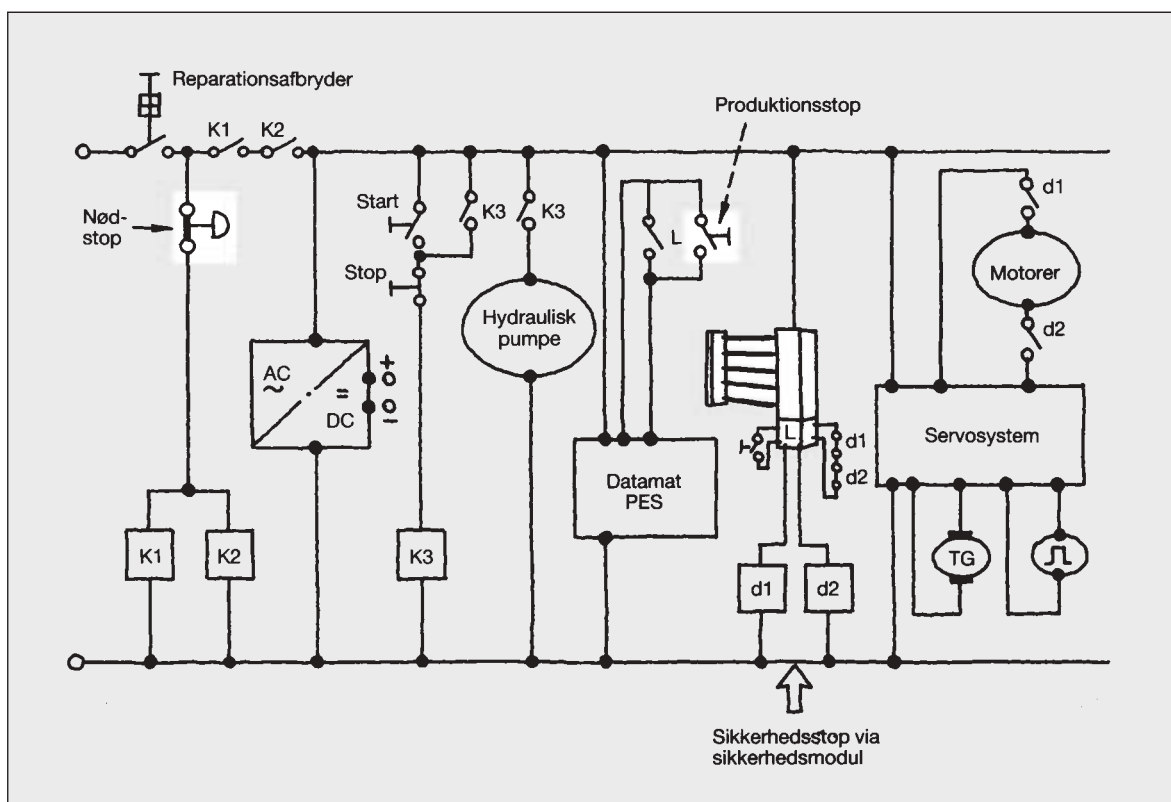 Reparationsafbryder
K1
K2
Produktionsstop
Nød-
stop
Start
K3
K3
Stop
L
d1
Motorer
d2
Hydraulisk
pumpe
AC
~
=
DC
+
-
L
d1
d2
Servosystem
Datamat
PES
K1
K2
K3
d1
d2
TG
Sikkerhedsstop via
sikkerhedsmodul